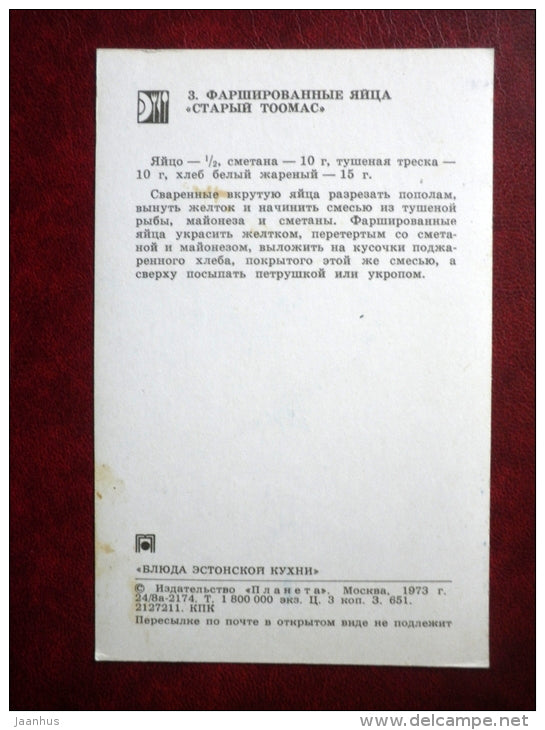 3. ФАРШИРОВАННЫЕ ЯЙЦА
«СТАРЫЙ ТООМАС»
Яйцо — 1/2, сметана — 10 г, тушеная треска —
10 г, хлеб белый жареный — 15 г.
Сваренные вкрутую яйца разрезать пополам,
вынуть желток и начинить смесью из тушеной
рыбы, майонеза и сметаны. Фаршированные
яйца украсить желтком, перетертым со смета-
ной и майонезом, выложить на кусочки поджа-
ренного хлеба, покрытого этой же смесью, а
сверху посыпать петрушкой или укропом.
«БЛЮДА ЭСТОНСКОЙ КУХНИ»
© Издательство «Планета». Москва, 1973 г.
24/8а-2174. Т. 1 800 000 экз. Ц. 3 коп. З. 651.
2127211. КПК
Пересылке по почте в открытом виде не подлежит
jaanhus
www.delcampe.net